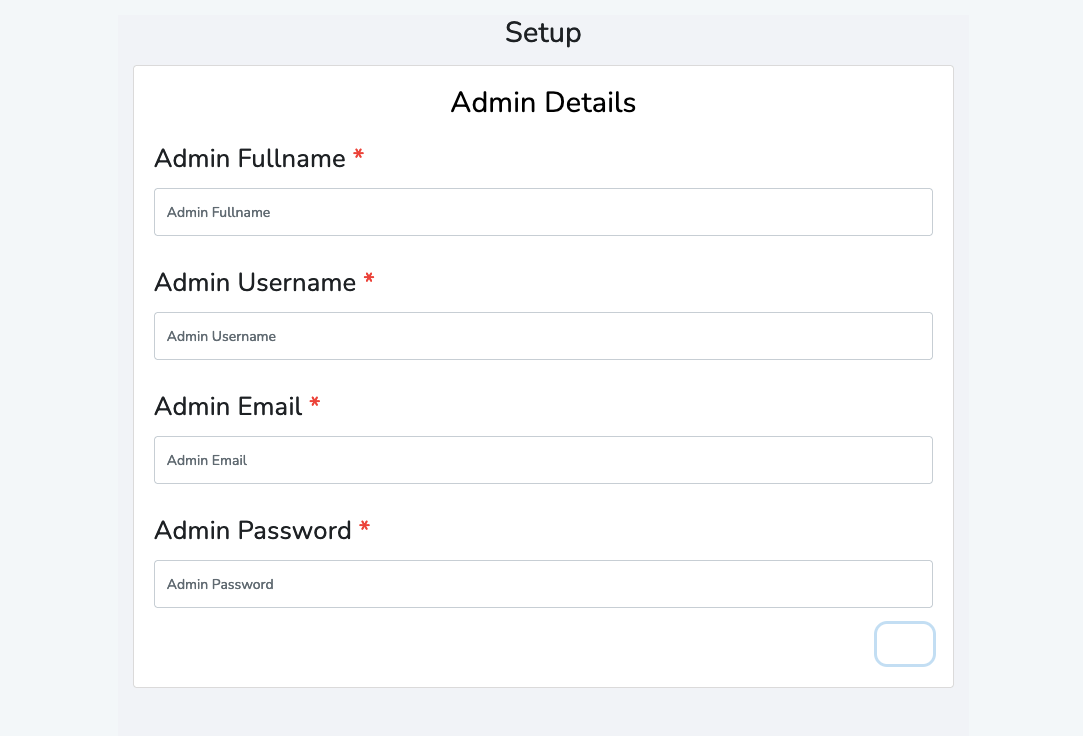 Setup
Admin Details
Admin Fullname *
Admin Fullname
Admin Username *
Admin Username
Admin Email *
Admin Email
Admin Password *
Admin Password